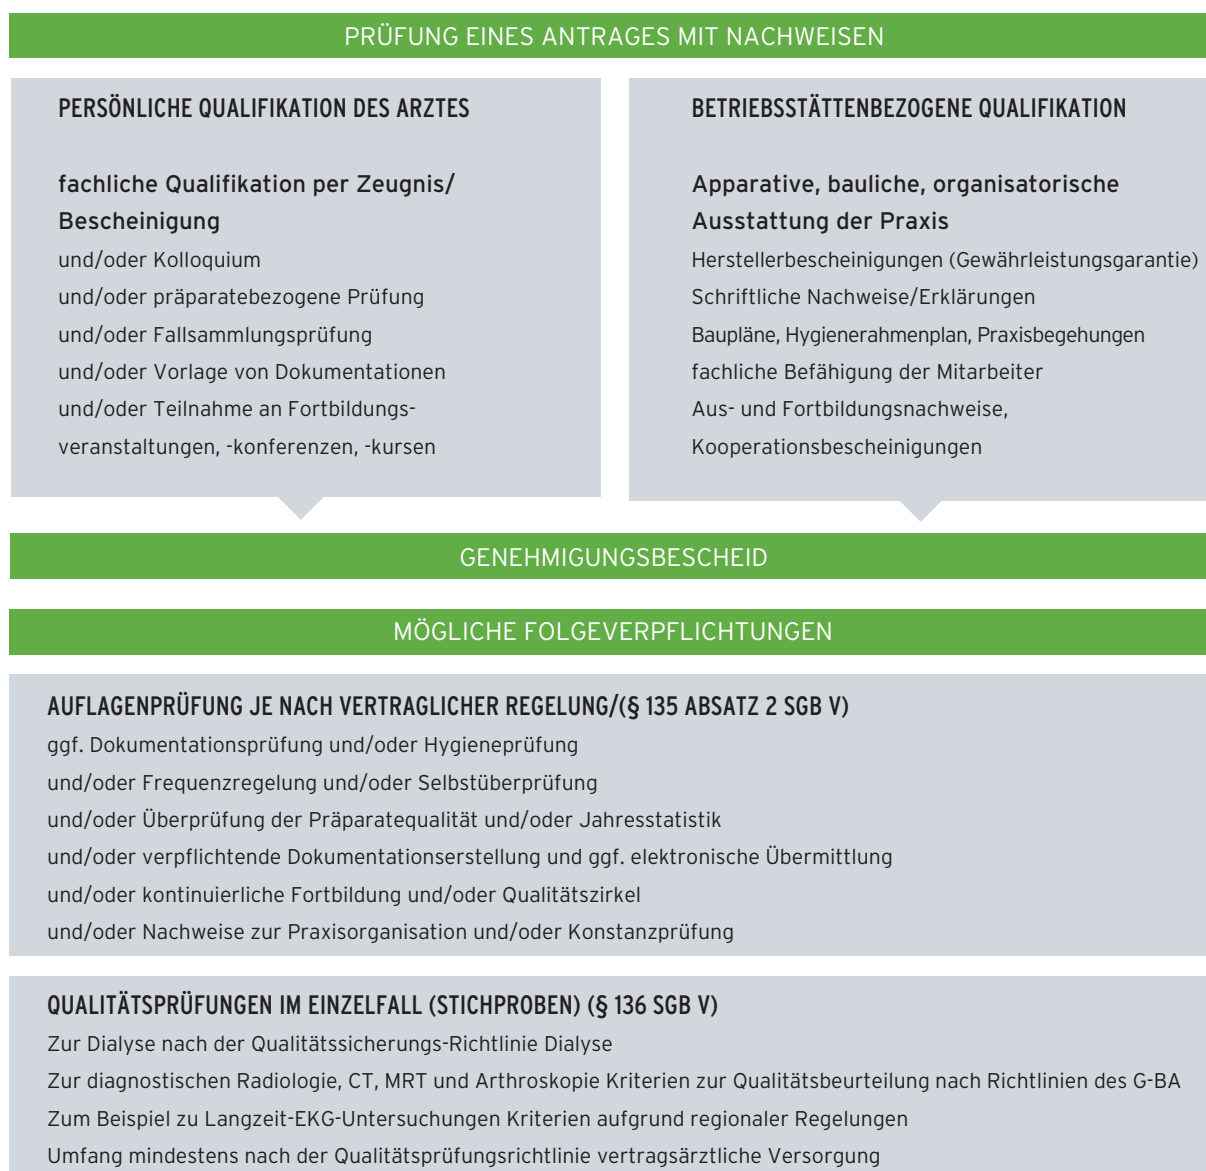 PRÜFUNG EINES ANTRAGES MIT NACHWEISEN
PERSÖNLICHE QUALIFIKATION DES ARZTES
fachliche Qualifikation per Zeugnis/
Bescheinigung
und/oder Kolloquium
und/oder präparatebezogene Prüfung
und/oder Fallsammlungsprüfung
und/oder Vorlage von Dokumentationen
und/oder Teilnahme an Fortbildungs-
veranstaltungen, -konferenzen, -kursen
BETRIEBSSTÄTTENBEZOGENE QUALIFIKATION
Apparative, bauliche, organisatorische
Ausstattung der Praxis
Herstellerbescheinigungen (Gewährleistungsgarantie)
Schriftliche Nachweise/Erklärungen
Baupläne, Hygienerahmenplan, Praxisbegehungen
fachliche Befähigung der Mitarbeiter
Aus- und Fortbildungsnachweise,
Kooperationsbescheinigungen
GENEHMIGUNGSBESCHEID
MÖGLICHE FOLGEVERPFLICHTUNGEN
AUFLAGENPRÜFUNG JE NACH VERTRAGLICHER REGELUNG/(§ 135 ABSATZ 2 SGB V)
ggf. Dokumentationsprüfung und/oder Hygieneprüfung
und/oder Frequenzregelung und/oder Selbstüberprüfung
und/oder Überprüfung der Präparatequalität und/oder Jahresstatistik
und/oder verpflichtende Dokumentationserstellung und ggf. elektronische Übermittlung
und/oder kontinuierliche Fortbildung und/oder Qualitätszirkel
und/oder Nachweise zur Praxisorganisation und/oder Konstanzprüfung
QUALITÄTSPRÜFUNGEN IM EINZELFALL (STICHPROBEN) (§ 136 SGB V)
Zur Dialyse nach der Qualitätssicherungs-Richtlinie Dialyse
Zur diagnostischen Radiologie, CT, MRT und Arthroskopie Kriterien zur Qualitätsbeurteilung nach Richtlinien des G-BA
Zum Beispiel zu Langzeit-EKG-Untersuchungen Kriterien aufgrund regionaler Regelungen
Umfang mindestens nach der Qualitätsprüfungsrichtlinie vertragsärztliche Versorgung